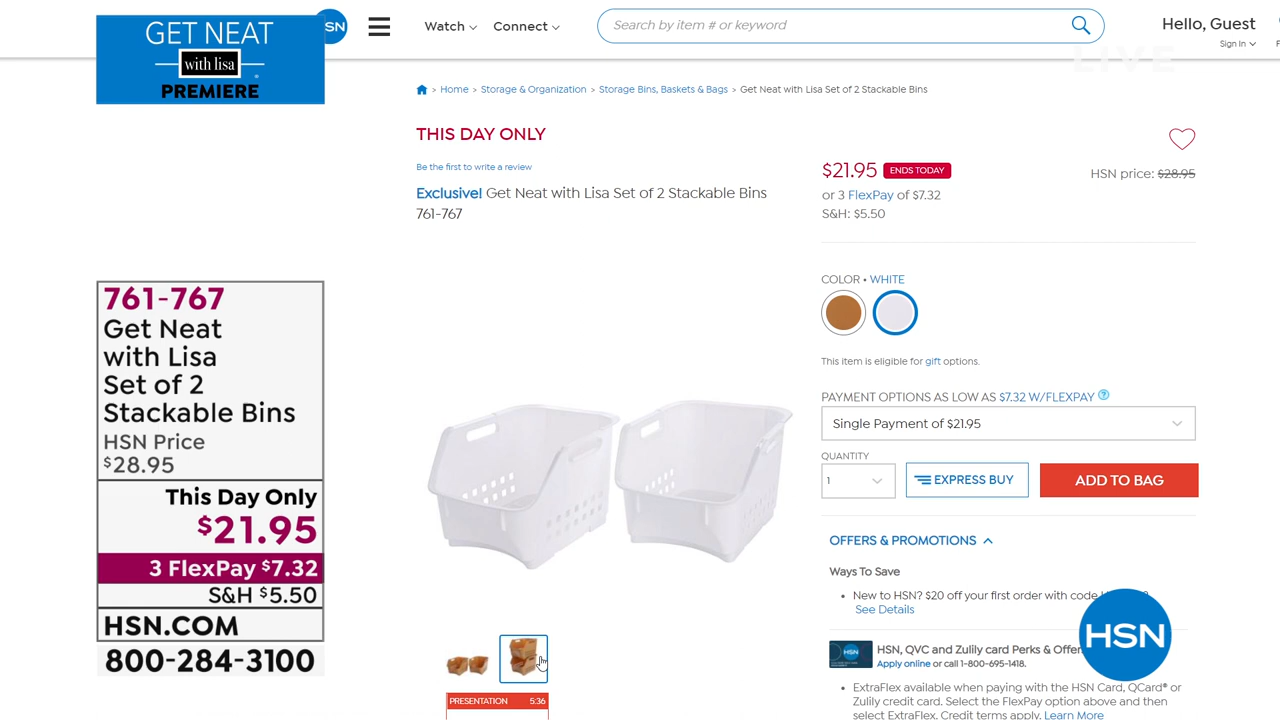 GET NEAT
with lisa
PREMIERE
SN
Watch
Connect
Search by item # or keyword
Hello, Guest
Sign In
LIVE
> Home > Storage & Organization > Storage Bins, Baskets & Bags > Get Neat with Lisa Set of 2 Stackable Bins
THIS DAY ONLY
Be the first to write a review
Exclusive! Get Neat with Lisa Set of 2 Stackable Bins
761-767
$21.95 ENDS TODAY
HSN price: $28.95
or 3 FlexPay of $7.32
S&H: $5.50
COLOR • WHITE
This item is eligible for gift options.
PAYMENT OPTIONS AS LOW AS $7.32 W/FLEXPAY ?
Single Payment of $21.95
QUANTITY
1
EXPRESS BUY
ADD TO BAG
OFFERS & PROMOTIONS
Ways To Save
• New to HSN? $20 off your first order with code
See Details
HSN
HSN, QVC and Zulily card Perks & Offer
Apply online or call 1-800-695-1418.
• ExtraFlex available when paying with the HSN Card, QCard® or
Zulily credit card. Select the FlexPay option above and then
select ExtraFlex. Credit terms apply. Learn More
HSN
761-767
Get Neat
with Lisa
Set of 2
Stackable Bins
HSN Price
$28.95
This Day Only
$21.95
3 FlexPay $7.32
S&H $5.50
HSN.COM
800-284-3100
PRESENTATION 5:36